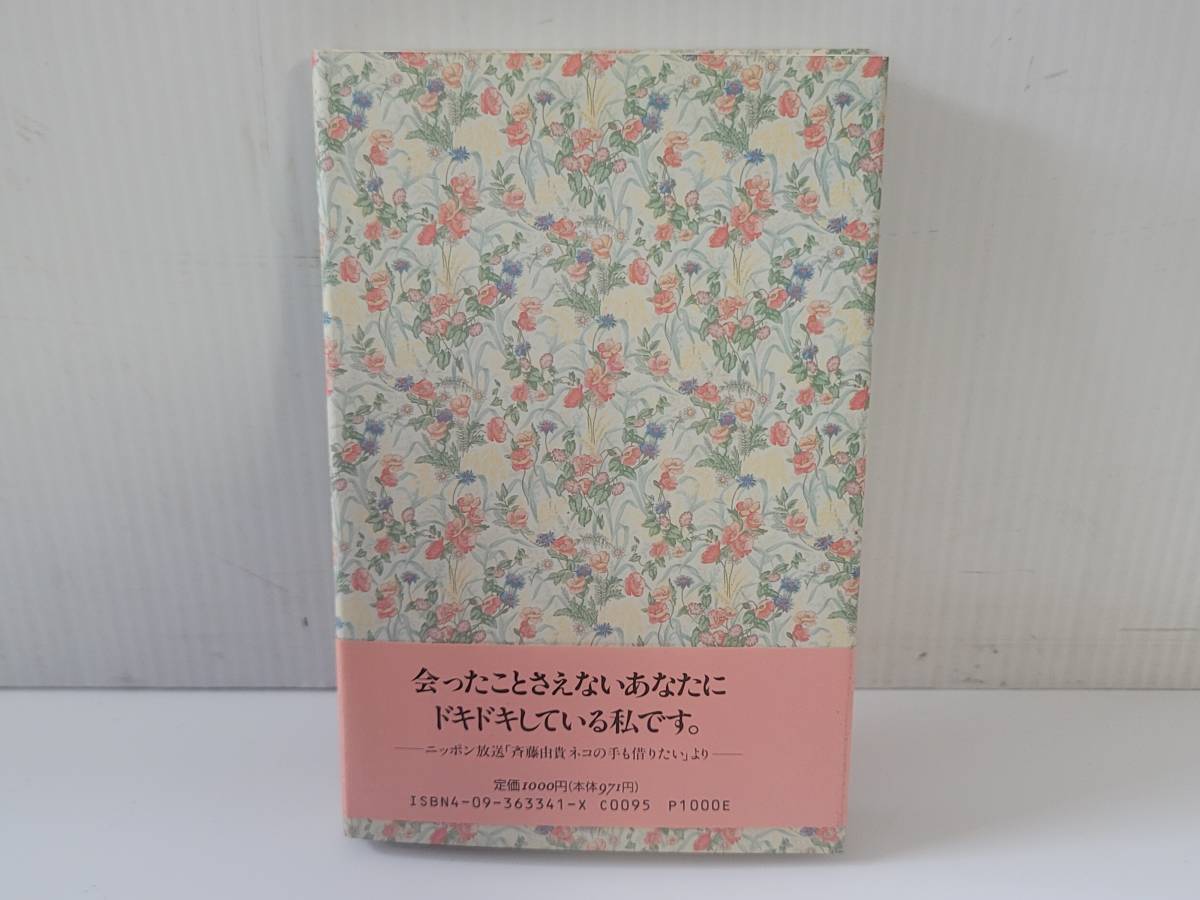 会ったことさえないあなたに
ドキドキしている私です。
―ニッポン放送「斉藤由貴ネコの手も借りたい」より―
定価1000円(本体971円)
ISBN4-09-363341-X C0095 P1000E